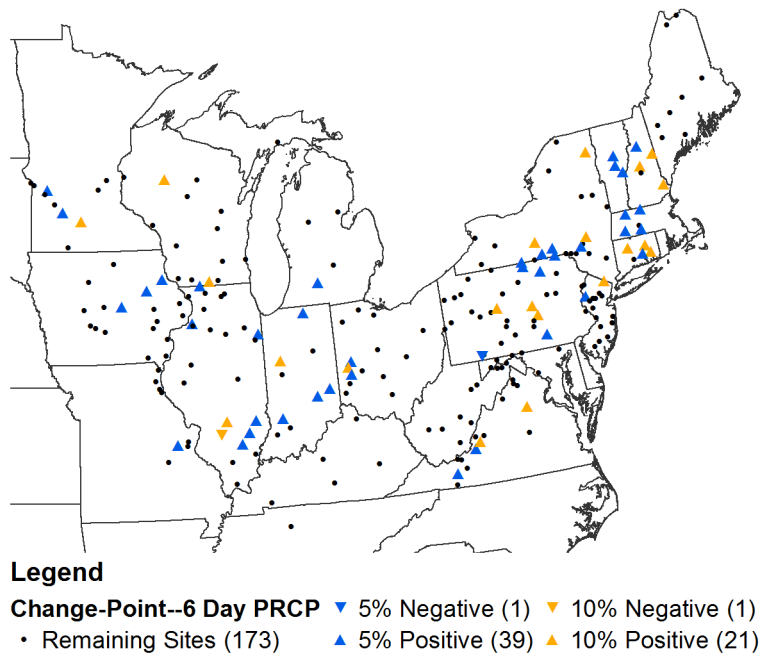 Legend
Change-Point--6 Day PRCP 5% Negative (1) 10% Negative (1)
Remaining Sites (173) 5% Positive (39) 10% Positive (21)